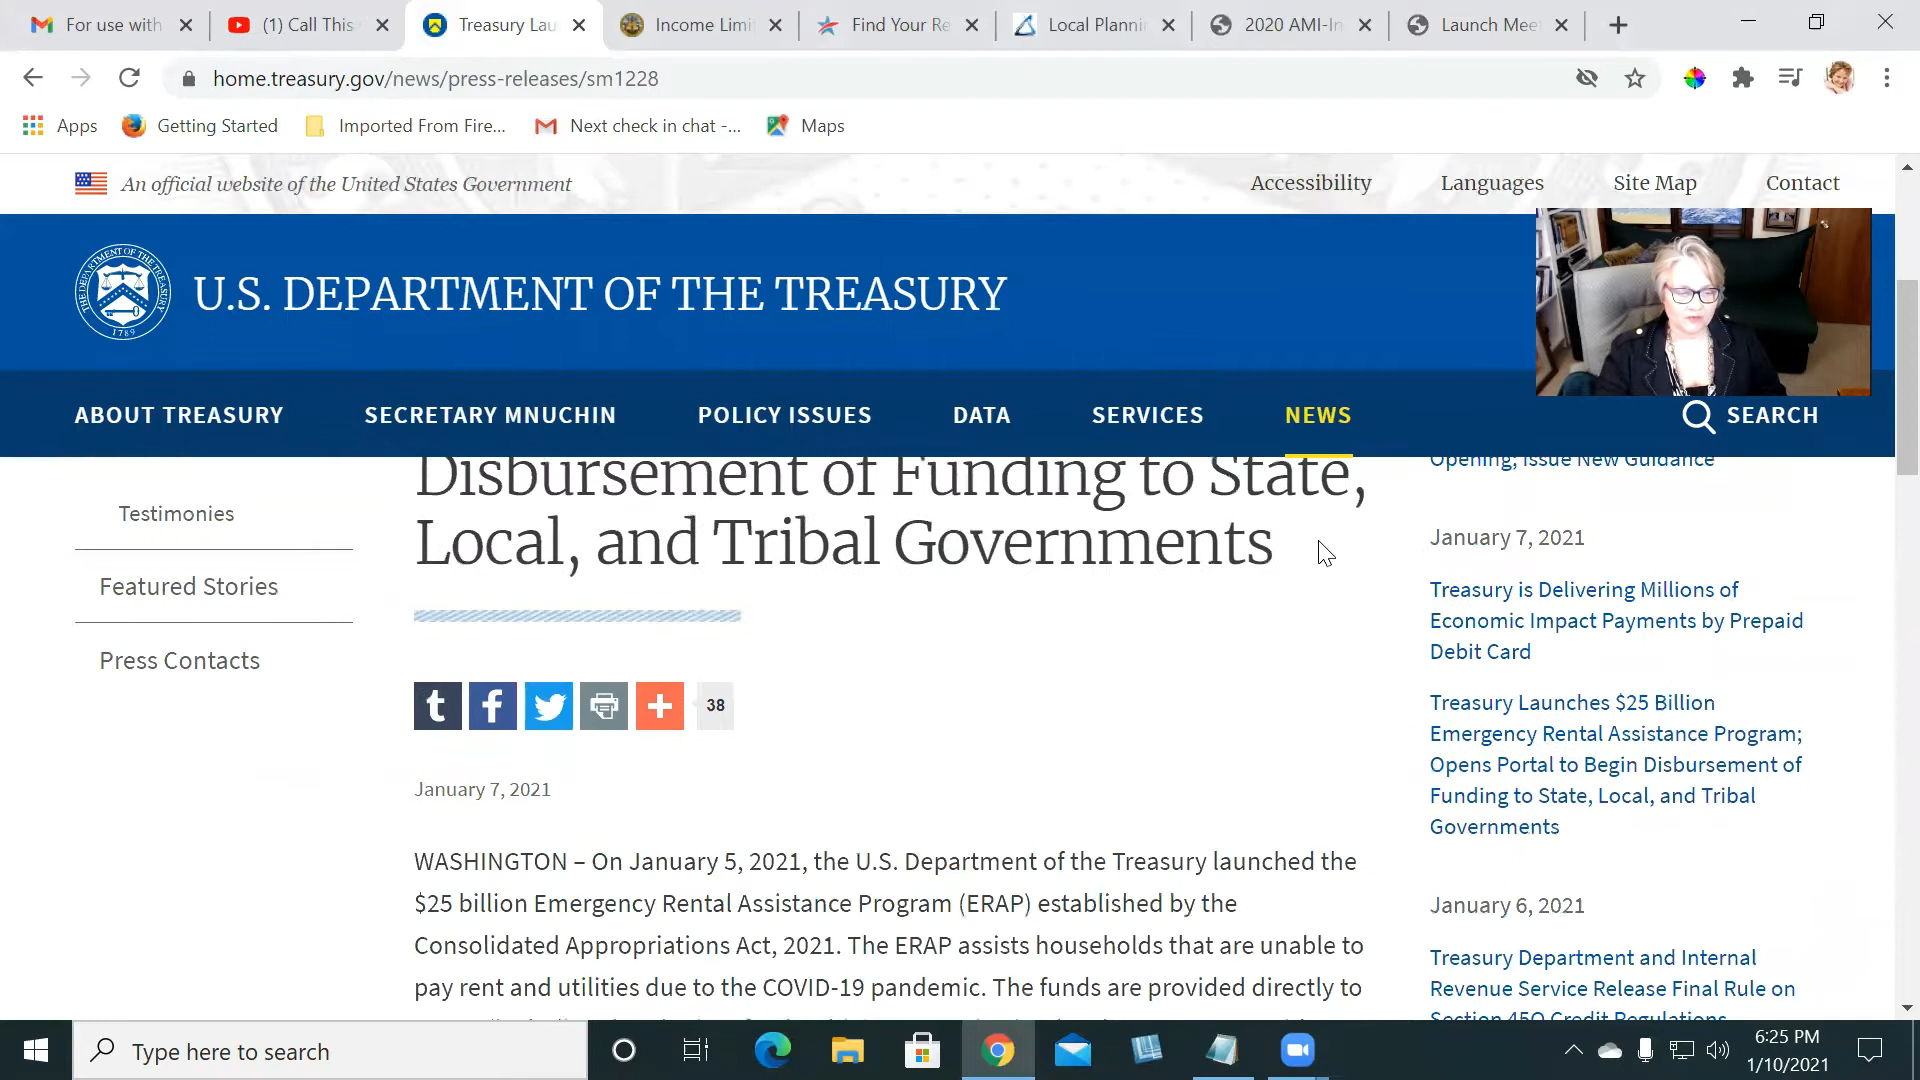 For use with
(1) Call This
Treasury Lau
Income Limi
Find Your Re
Local Planni
2020 AMI-In
Launch Mee
home.treasury.gov/news/press-releases/sm1228
Apps
Getting Started
Imported From Fire...
Next check in chat -...
Maps
An official website of the United States Government
Accessibility
Languages
Site Map
Contact
THE DEPARTMENT OF THE TREASURY
1789
U.S. DEPARTMENT OF THE TREASURY
ABOUT TREASURY
SECRETARY MNUCHIN
POLICY ISSUES
DATA
SERVICES
NEWS
SEARCH
Testimonies
Featured Stories
Press Contacts
Disbursement of Funding to State,
Local, and Tribal Governments
38
January 7, 2021
WASHINGTON – On January 5, 2021, the U.S. Department of the Treasury launched the
$25 billion Emergency Rental Assistance Program (ERAP) established by the
Consolidated Appropriations Act, 2021. The ERAP assists households that are unable to
pay rent and utilities due to the COVID-19 pandemic. The funds are provided directly to
Opening; Issue New Guidance
January 7, 2021
Treasury is Delivering Millions of
Economic Impact Payments by Prepaid
Debit Card
Treasury Launches $25 Billion
Emergency Rental Assistance Program;
Opens Portal to Begin Disbursement of
Funding to State, Local, and Tribal
Governments
January 6, 2021
Treasury Department and Internal
Revenue Service Release Final Rule on
Section 45Q Credit Regulations
Type here to search
6:25 PM
1/10/2021